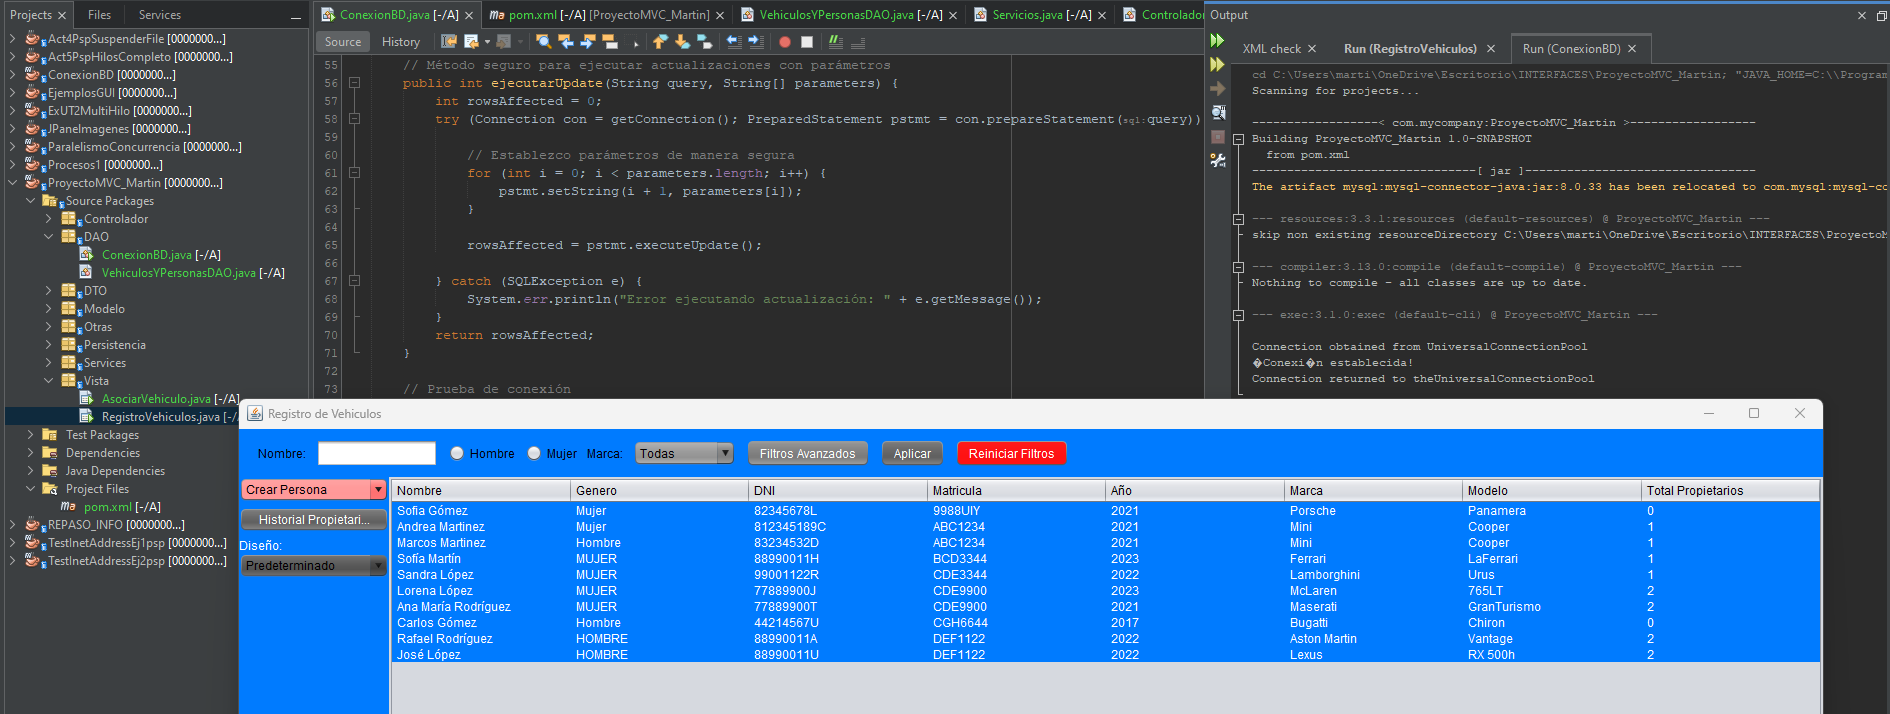 Projects
Files
Services
Act4PspSuspenderFile [0000000...]
Act5PspHilosCompleto [0000000...]
ConexionBD [0000000...]
EjemplosGUI [0000000...]
ExUT2MultiHilo [0000000...]
JPaneImagenes [0000000...]
ParalelismoConcurrencia [0000000...]
Procesos1 [0000000...]
ProyectoMVC_Martin [0000000...]
Source Packages
Controlador
DAO
ConexionBD.java [-/A]
VehiculosYPersonasDAO.java [-/A]
DTO
Modelo
Otras
Persistencia
Services
Vista
AsociarVehiculo.java [-/A]
RegistroVehiculos.java [-/
Test Packages
Dependencies
Java Dependencies
Project Files
pom.xml [-/A]
REPASO_INFO [0000000...]
TestInetAddressEj1psp [0000000...]
TestInetAddressEj2psp [0000000...]
ConexionBD.java [-/A]
pom.xml [-/A] [ProyectoMVC_Martin]
VehiculosYPersonasDAO.java [-/A]
Servicios.java [-/A]
Controlador
Source
History
55 // Método seguro para ejecutar actualizaciones con parámetros
56 public int ejecutarUpdate(String query, String[] parameters) {
57 int rowsAffected = 0;
58 try (Connection con = getConnection(); PreparedStatement pstmt = con.prepareStatement(sql:query))
59
60 // Establezco parámetros de manera segura
61 for (int i = 0; i < parameters.length; i++) {
62 pstmt.setString(i + 1, parameters[i]);
63 }
64
65 rowsAffected = pstmt.executeUpdate();
66
67 } catch (SQLException e) {
68 System.err.println("Error ejecutando actualización: " + e.getMessage());
69 }
70 return rowsAffected;
71 }
72
73 // Prueba de conexión
Output
XML check
Run (RegistroVehiculos)
Run (ConexionBD)
cd C:\Users\marti\OneDrive\Escritorio\INTERFACES\ProyectoMVC_Martin; "JAVA_HOME=C:\\Program
Scanning for projects...
------------------< com.mycompany:ProyectoMVC_Martin >------------------
Building ProyectoMVC_Martin 1.0-SNAPSHOT
from pom.xml
--------------------------------[ jar ]---------------------------------
The artifact mysql:mysql-connector-java:jar:8.0.33 has been relocated to com.mysql:mysql-co
--- resources:3.3.1:resources (default-resources) @ ProyectoMVC_Martin ---
skip non existing resourceDirectory C:\Users\marti\OneDrive\Escritorio\INTERFACES\ProyectoM
--- compiler:3.13.0:compile (default-compile) @ ProyectoMVC_Martin ---
Nothing to compile - all classes are up to date.
--- exec:3.1.0:exec (default-cli) @ ProyectoMVC_Martin ---
Connection obtained from UniversalConnectionPool
�Conexi�n establecida!
Connection returned to theUniversalConnectionPool
Registro de Vehiculos
Nombre:
Hombre
Mujer
Marca:
Todas
Filtros Avanzados
Aplicar
Reiniciar Filtros
Crear Persona
Historial Propietari...
Diseño:
Predeterminado
Nombre Genero DNI Matricula Año Marca Modelo Total Propietarios
Sofia Gómez Mujer 82345678L 9988UIY 2021 Porsche Panamera 0
Andrea Martinez Mujer 812345189C ABC1234 2021 Mini Cooper 1
Marcos Martinez Hombre 83234532D ABC1234 2021 Mini Cooper 1
Sofía Martín MUJER 88990011H BCD3344 2023 Ferrari LaFerrari 1
Sandra López MUJER 99001122R CDE3344 2022 Lamborghini Urus 1
Lorena López MUJER 77889900J CDE9900 2023 McLaren 765LT 2
Ana María Rodríguez MUJER 77889900T CDE9900 2021 Maserati GranTurismo 2
Carlos Gómez Hombre 44214567U CGH6644 2017 Bugatti Chiron 0
Rafael Rodríguez HOMBRE 88990011A DEF1122 2022 Aston Martin Vantage 2
José López HOMBRE 88990011U DEF1122 2022 Lexus RX 500h 2